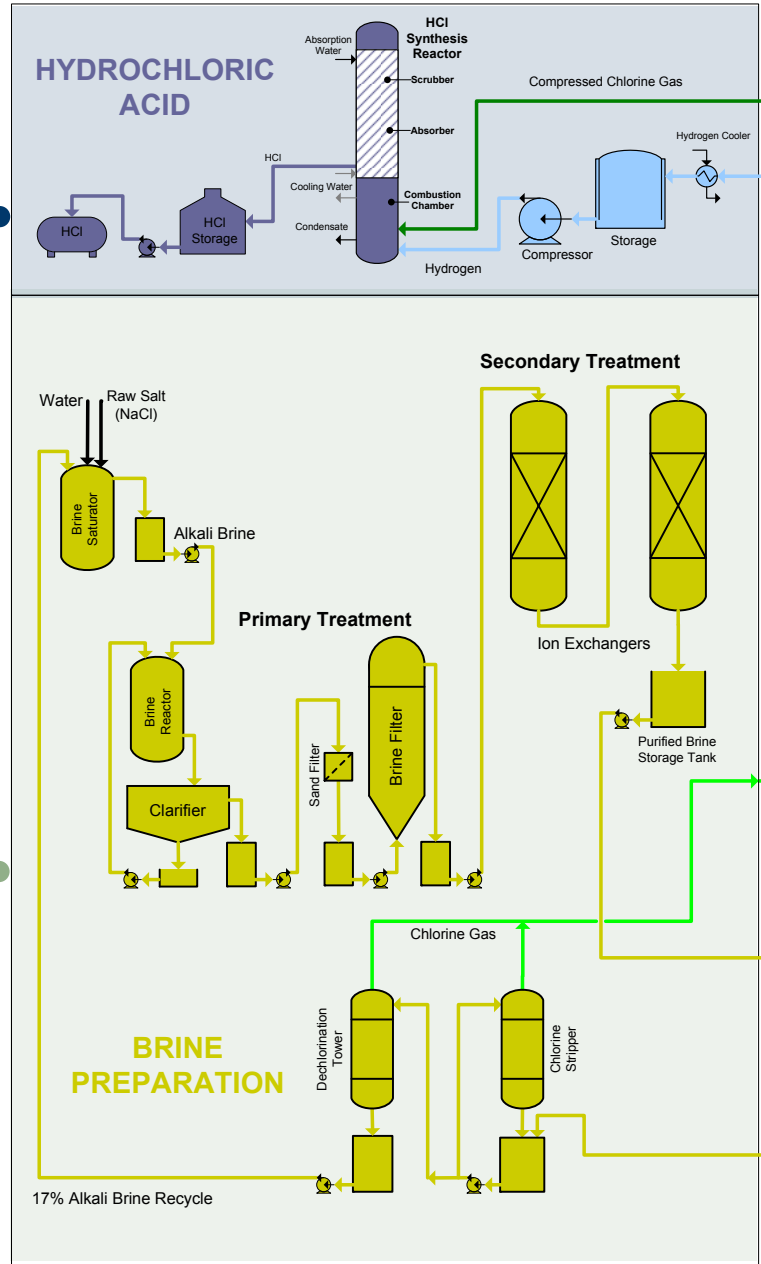 HYDROCHLORIC
ACID
HCl
Synthesis
Reactor
Absorption
Water
Scrubber
Absorber
Combustion
Chamber
Compressed Chlorine Gas
Hydrogen Cooler
HCl
Cooling Water
Condensate
HCl
HCl
Storage
Hydrogen
Compressor
Storage
Secondary Treatment
Water
Raw Salt
(NaCl)
Brine
Saturator
Alkali Brine
Primary Treatment
Ion Exchangers
Brine
Reactor
Sand Filter
Brine Filter
Purified Brine
Storage Tank
Clarifier
Chlorine Gas
BRINE
PREPARATION
Dechlorination
Tower
Chlorine
Stripper
17% Alkali Brine Recycle